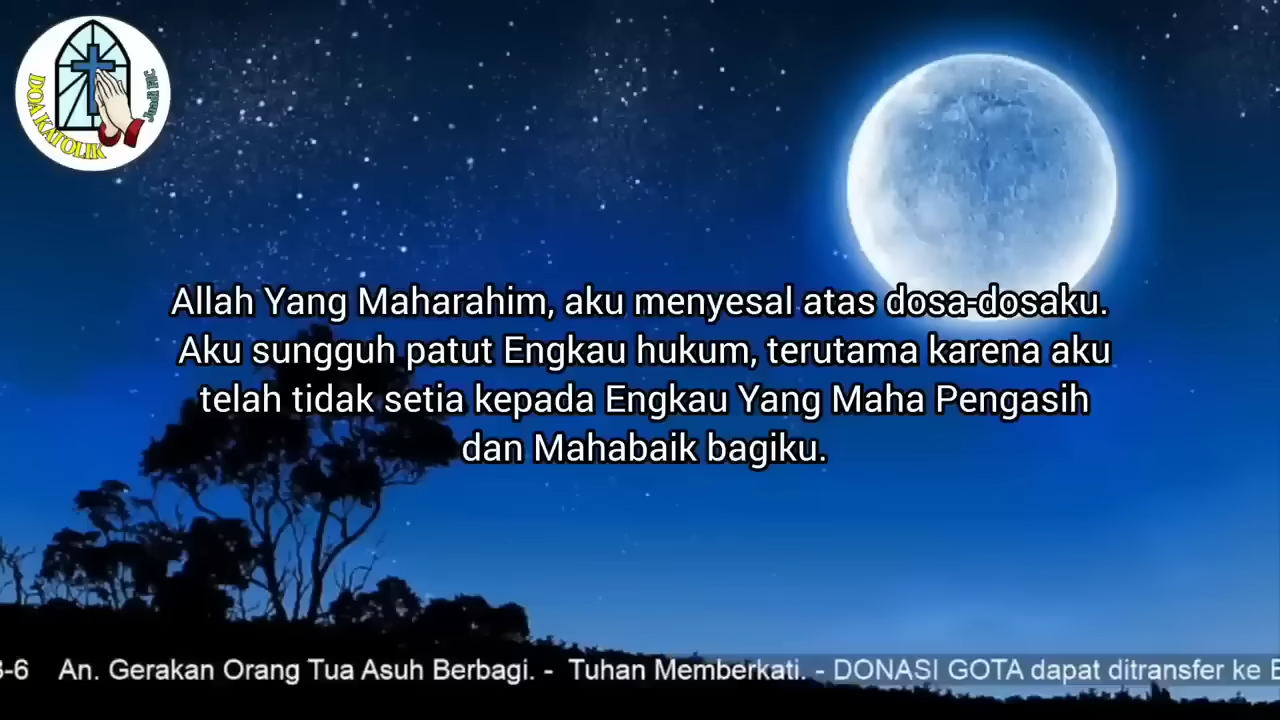 DOA KATOLIK
Allah Yang Maharahim, aku menyesal atas dosa-dosaku.
Aku sungguh patut Engkau hukum, terutama karena aku
telah tidak setia kepada Engkau Yang Maha Pengasih
dan Mahabaik bagiku.
-6 An. Gerakan Orang Tua Asuh Berbagi. - Tuhan Memberkati. - DONASI GOTA dapat ditransfer ke